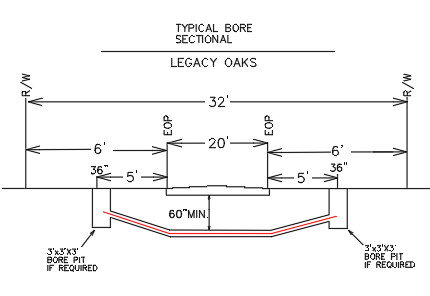 TYPICAL BORE
SECTIONAL
LEGACY OAKS
R/W
R/W
32'
EOP
EOP
6'
20'
6'
36"
5'
5'
36"
60"MIN.
3'x3'X3'
BORE PIT
IF REQUIRED
3'x3'X3'
BORE PIT
IF REQUIRED